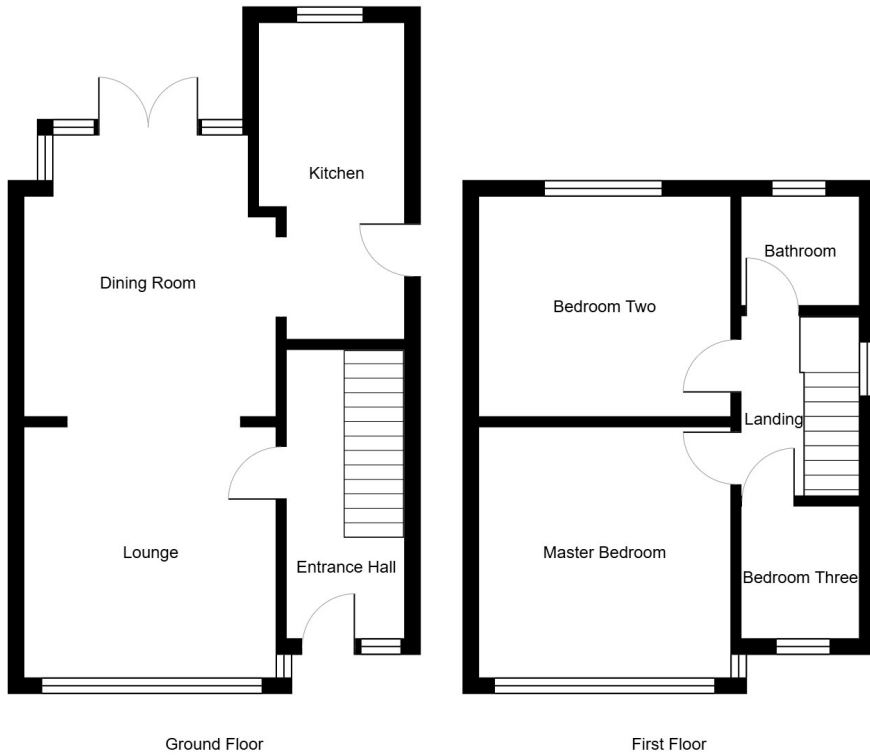 Kitchen
Dining Room
Lounge
Entrance Hall
Ground Floor
Bathroom
Bedroom Two
Landing
Master Bedroom
Bedroom Three
First Floor